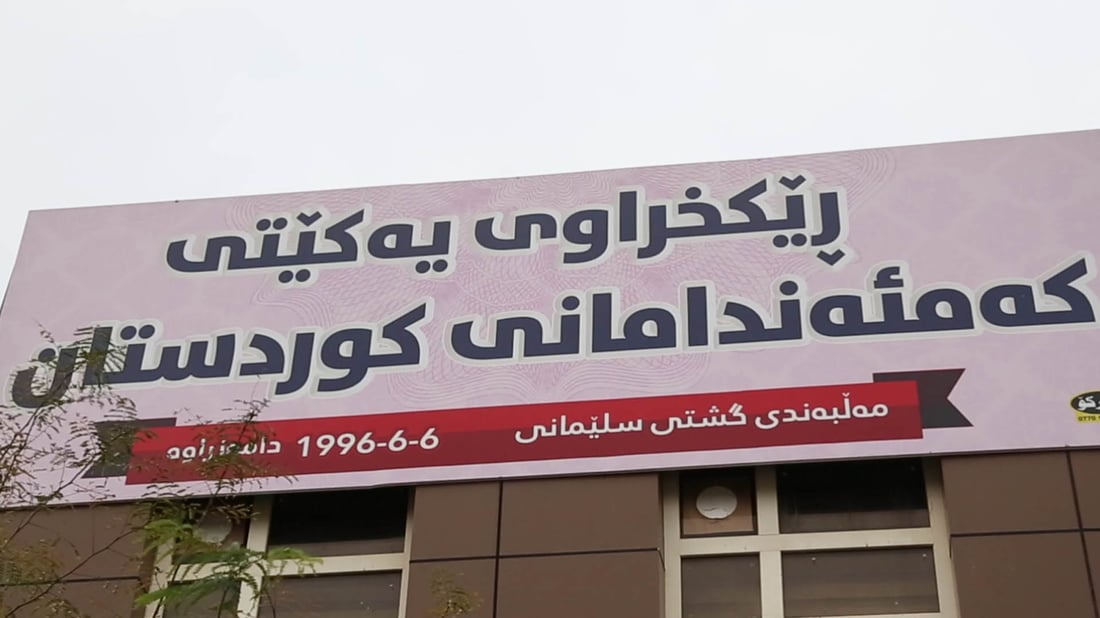 ڕێکخراوی یەکێتی
کەمئەندامانی کوردستان
مەڵبەندی گشتی سلێمانی
1996-6-6 دامەزراوە